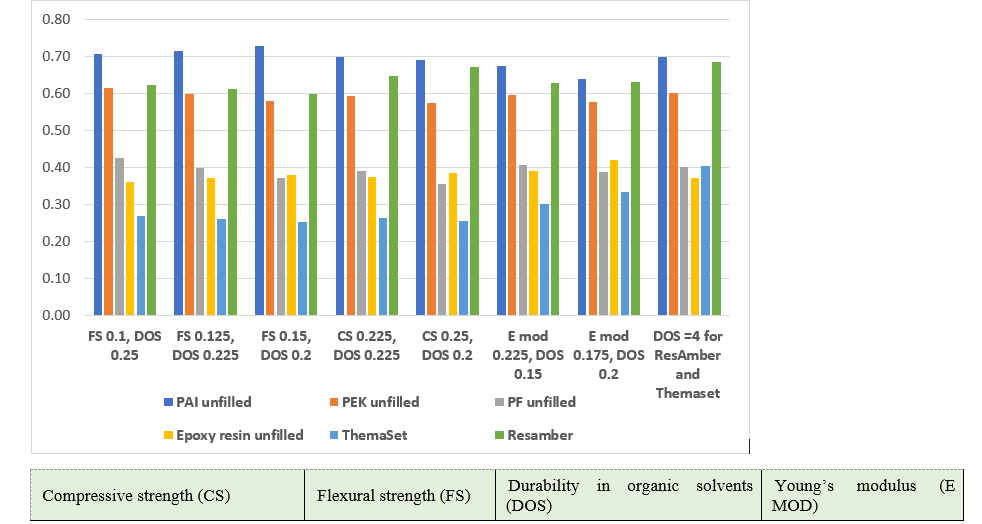 0.80
0.70
0.60
0.50
0.40
0.30
0.20
0.10
0.00
FS 0.1, DOS
0.25
FS 0.125,
DOS 0.225
FS 0.15,
DOS 0.2
CS 0.225,
DOS 0.225
CS 0.25,
DOS 0.2
E mod
0.225, DOS
0.15
E mod
0.175, DOS
0.2
DOS =4 for
ResAmber
and
Themaset
PAI unfilled
PEK unfilled
PF unfilled
Epoxy resin unfilled
ThemaSet
Resamber
Compressive strength (CS)
Flexural strength (FS)
Durability in organic solvents
(DOS)
Young's modulus (E
MOD)